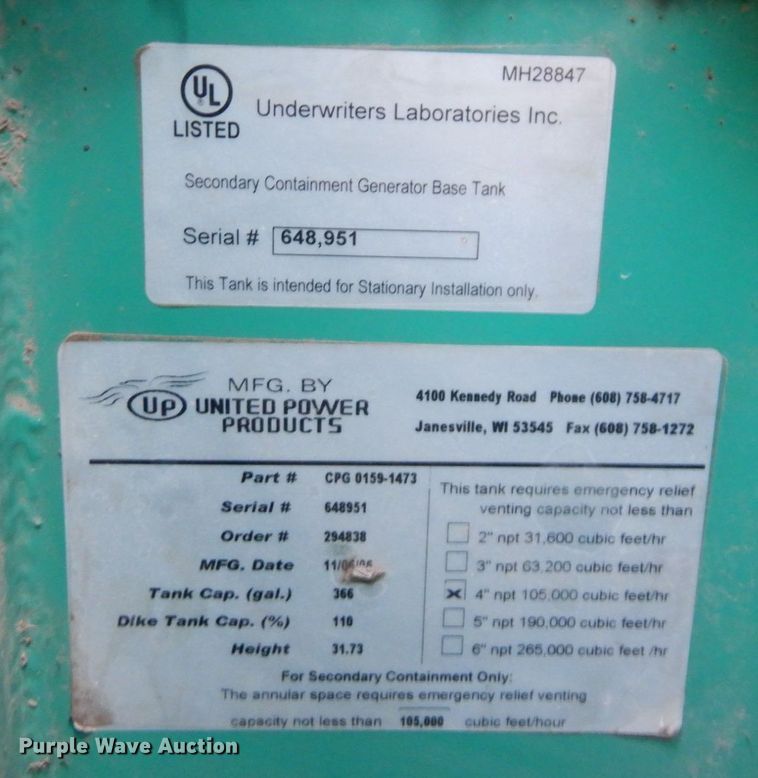 MH28847
UL
LISTED
Underwriters Laboratories Inc.
Secondary Containment Generator Base Tank
Serial # 648,951
This Tank is intended for Stationary Installation only.
UP
MFG. BY
UNITED POWER
PRODUCTS
4100 Kennedy Road Phone (608) 758-4717
Janesville, WI 53545 Fax (608) 758-1272
Part # CPG 0159-1473
Serial # 648951
Order # 294838
MFG. Date
Tank Cap. (gal.) 366
Dike Tank Cap. (%) 110
Height 31.73
This tank requires emergency relief
venting capacity not less than
2" npt 31,600 cubic feet/hr
3" npt 63,200 cubic feet/hr
X 4" npt 105,000 cubic feet/hr
5" npt 190,000 cubic feet/hr
6" npt 265,000 cubic feet /hr
For Secondary Containment Only:
The annular space requires emergency relief venting
capacity not less than 105,000 cubic feet/hour
Purple Wave Auction